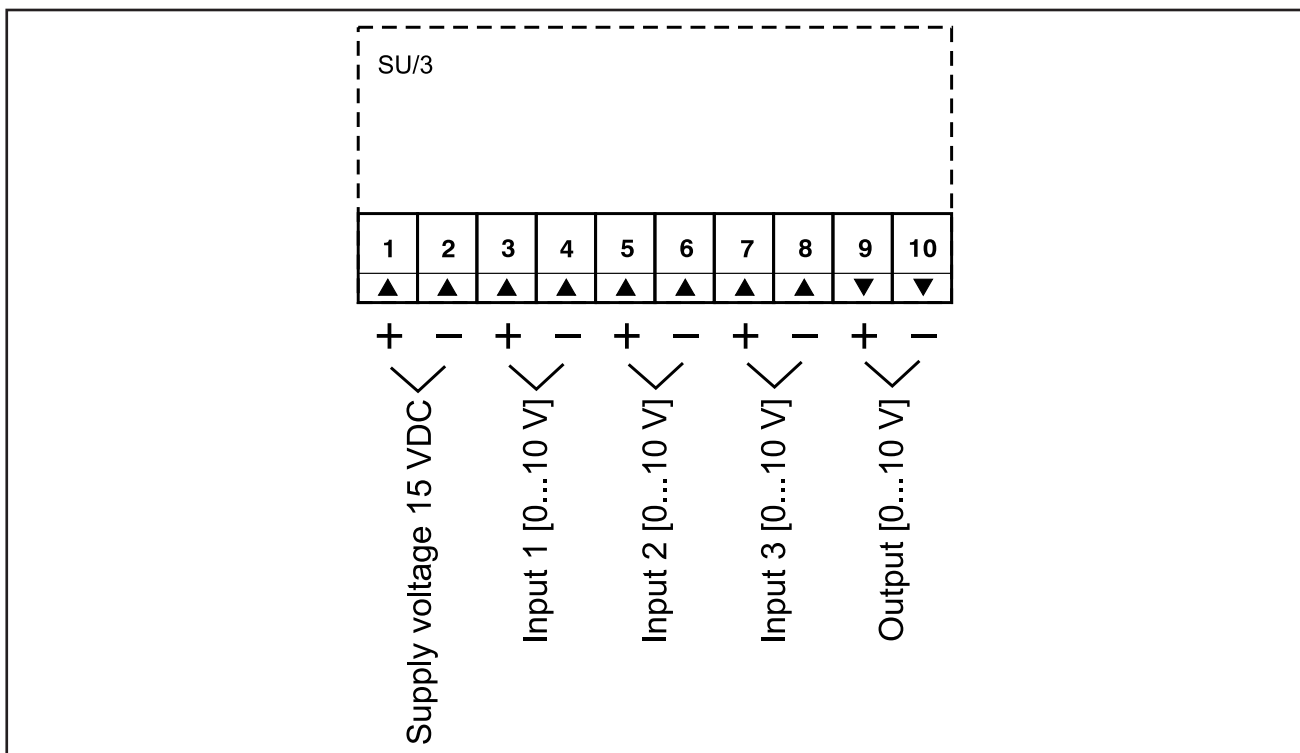 SU/3
1 2 3 4 5 6 7 8 9 10
+ − + − + − + − + −
Supply voltage 15 VDC
Input 1 [0...10 V]
Input 2 [0...10 V]
Input 3 [0...10 V]
Output [0...10 V]